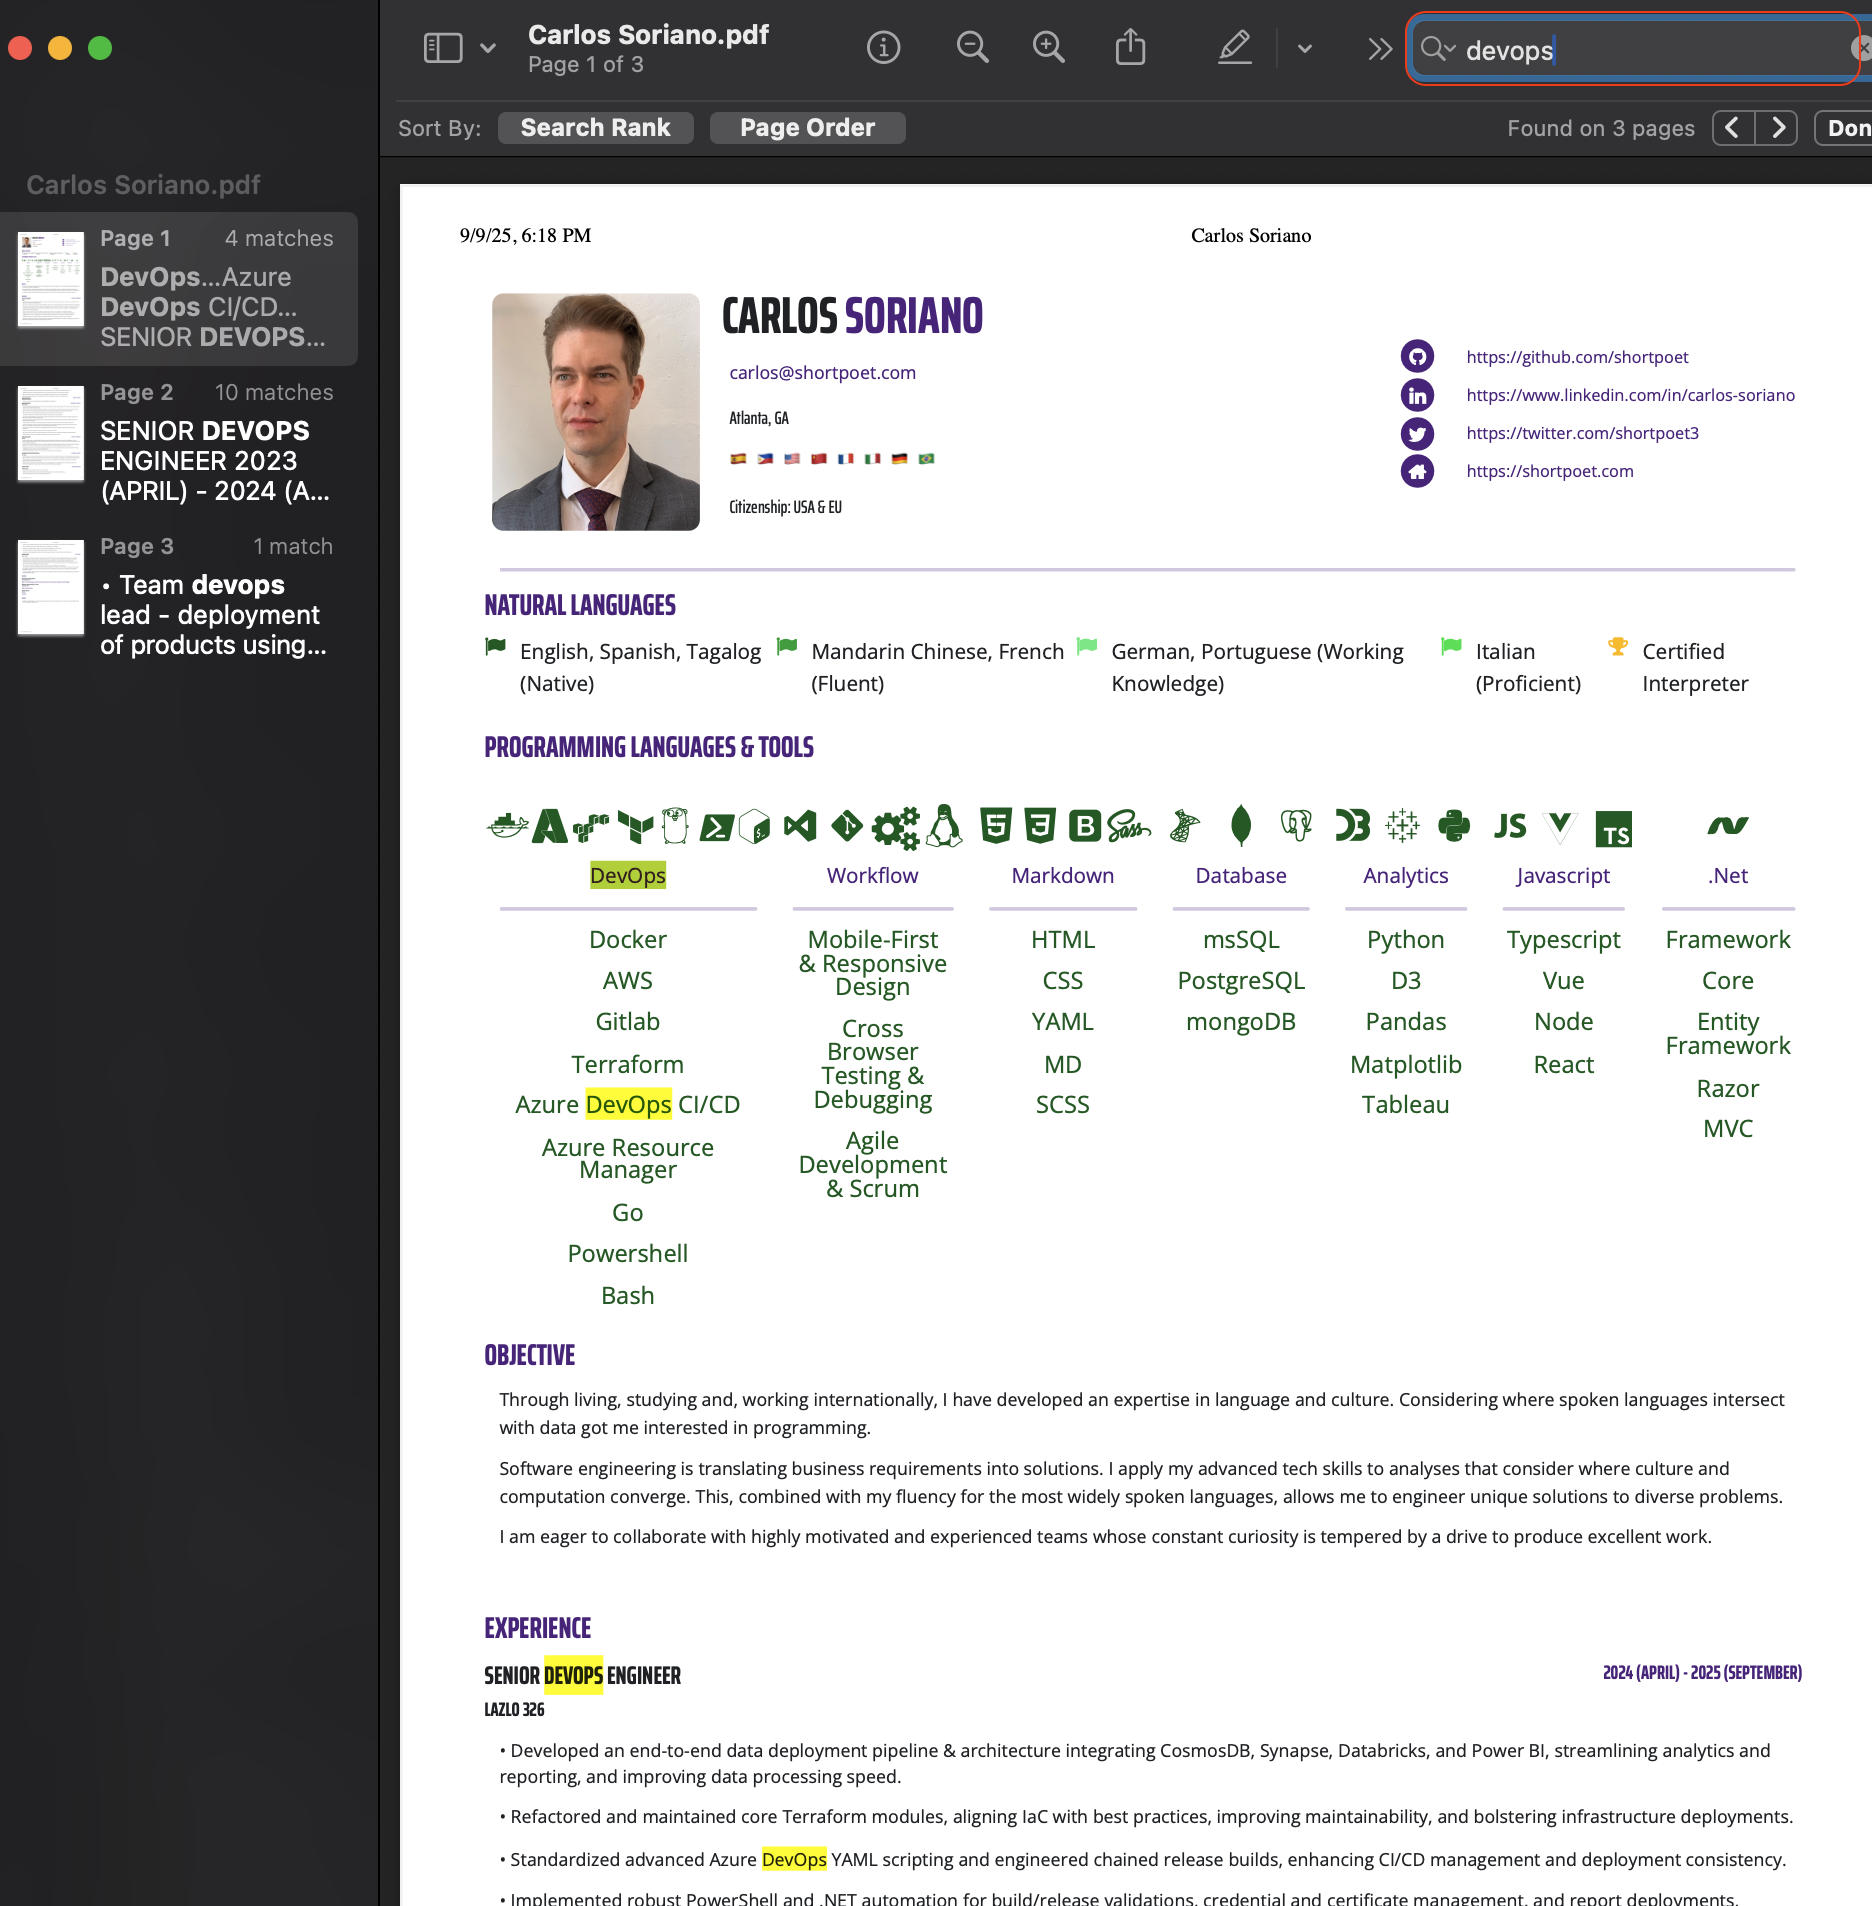 Carlos Soriano.pdf
Page 1 of 3
devops
Sort By:
Search Rank
Page Order
Found on 3 pages
Don
Carlos Soriano.pdf
Page 1 4 matches
DevOps...Azure
DevOps CI/CD...
SENIOR DEVOPS...
Page 2 10 matches
SENIOR DEVOPS
ENGINEER 2023
(APRIL) - 2024 (A...
Page 3 1 match
• Team devops
lead - deployment
of products using...
9/9/25, 6:18 PM
Carlos Soriano
CARLOS SORIANO
carlos@shortpoet.com
Atlanta, GA
Citizenship: USA & EU
https://github.com/shortpoet
https://www.linkedin.com/in/carlos-soriano
https://twitter.com/shortpoet3
https://shortpoet.com
NATURAL LANGUAGES
English, Spanish, Tagalog
(Native)
Mandarin Chinese, French
(Fluent)
German, Portuguese (Working
Knowledge)
Italian
(Proficient)
Certified
Interpreter
PROGRAMMING LANGUAGES & TOOLS
DevOps
Docker
AWS
Gitlab
Terraform
Azure DevOps CI/CD
Azure Resource
Manager
Go
Powershell
Bash
Workflow
Mobile-First
& Responsive
Design
Cross
Browser
Testing &
Debugging
Agile
Development
& Scrum
B
Sass
Markdown
HTML
CSS
YAML
MD
SCSS
Database
msSQL
PostgreSQL
mongoDB
Analytics
Python
D3
Pandas
Matplotlib
Tableau
JS
TS
Javascript
Typescript
Vue
Node
React
.Net
Framework
Core
Entity
Framework
Razor
MVC
OBJECTIVE
Through living, studying and, working internationally, I have developed an expertise in language and culture. Considering where spoken languages intersect
with data got me interested in programming.
Software engineering is translating business requirements into solutions. I apply my advanced tech skills to analyses that consider where culture and
computation converge. This, combined with my fluency for the most widely spoken languages, allows me to engineer unique solutions to diverse problems.
I am eager to collaborate with highly motivated and experienced teams whose constant curiosity is tempered by a drive to produce excellent work.
EXPERIENCE
SENIOR DEVOPS ENGINEER
2024 (APRIL) - 2025 (SEPTEMBER)
LAZLO 326
• Developed an end-to-end data deployment pipeline & architecture integrating CosmosDB, Synapse, Databricks, and Power BI, streamlining analytics and
reporting, and improving data processing speed.
• Refactored and maintained core Terraform modules, aligning IaC with best practices, improving maintainability, and bolstering infrastructure deployments.
• Standardized advanced Azure DevOps YAML scripting and engineered chained release builds, enhancing CI/CD management and deployment consistency.
• Implemented robust PowerShell and .NET automation for build/release validations, credential and certificate management, and report deployments.